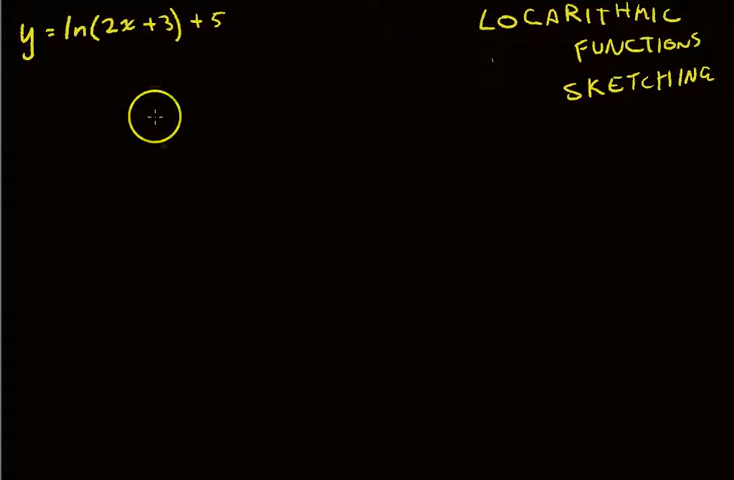 y = ln(2x+3) + 5
LOGARITHMIC
FUNCTIONS
SKETCHING